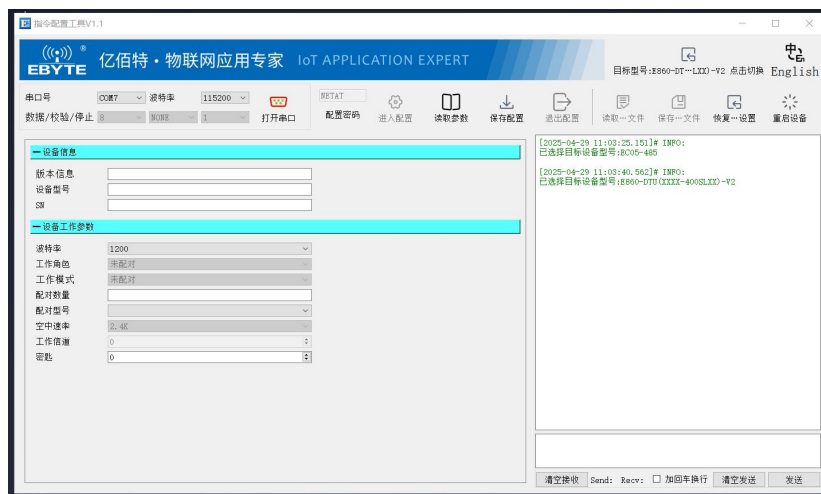 指令配置工具V1.1
EBYTE ® 亿佰特·物联网应用专家 IoT APPLICATION EXPERT
目标型号:E860-DT···LXX)-V2 点击切换 English
串口号 COM7 波特率 115200 打开串口
数据/校验/停止 8 NONE 1
NETAT 配置密码 进入配置 读取参数 保存配置 退出配置 读取···文件 保存···文件 恢复···设置 重启设备
设备信息
版本信息
设备型号
SN
设备工作参数
波特率 1200
工作角色 未配对
工作模式 未配对
配对数量
配对型号
空中速率 2.4K
工作信道 0
密匙 0
[2025-04-29 11:03:25.151]# INFO:
已选择目标设备型号:EC05-485
[2025-04-29 11:03:40.562]# INFO:
已选择目标设备型号:E860-DTU(XXXX-400SLXX)-V2
清空接收 Send: Recv: 加回车换行 清空发送 发送